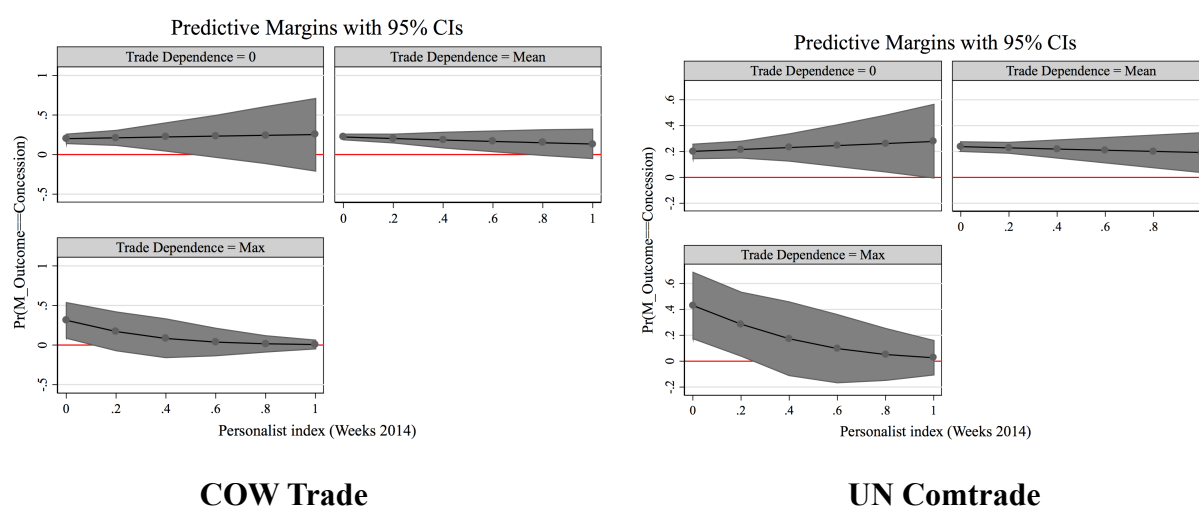 Predictive Margins with 95% CIs
Trade Dependence = 0
Trade Dependence = Mean
Pr(M_Outcome==Concession)
1
.5
0
-.5
0 .2 .4 .6 .8 1
Trade Dependence = Max
1
.5
0
-.5
0 .2 .4 .6 .8 1
Personalist index (Weeks 2014)
COW Trade
Predictive Margins with 95% CIs
Trade Dependence = 0
Trade Dependence = Mean
Pr(M_Outcome==Concession)
.6
.4
.2
0
-.2
0 .2 .4 .6 .8
Trade Dependence = Max
.6
.4
.2
0
-.2
0 .2 .4 .6 .8 1
Personalist index (Weeks 2014)
UN Comtrade